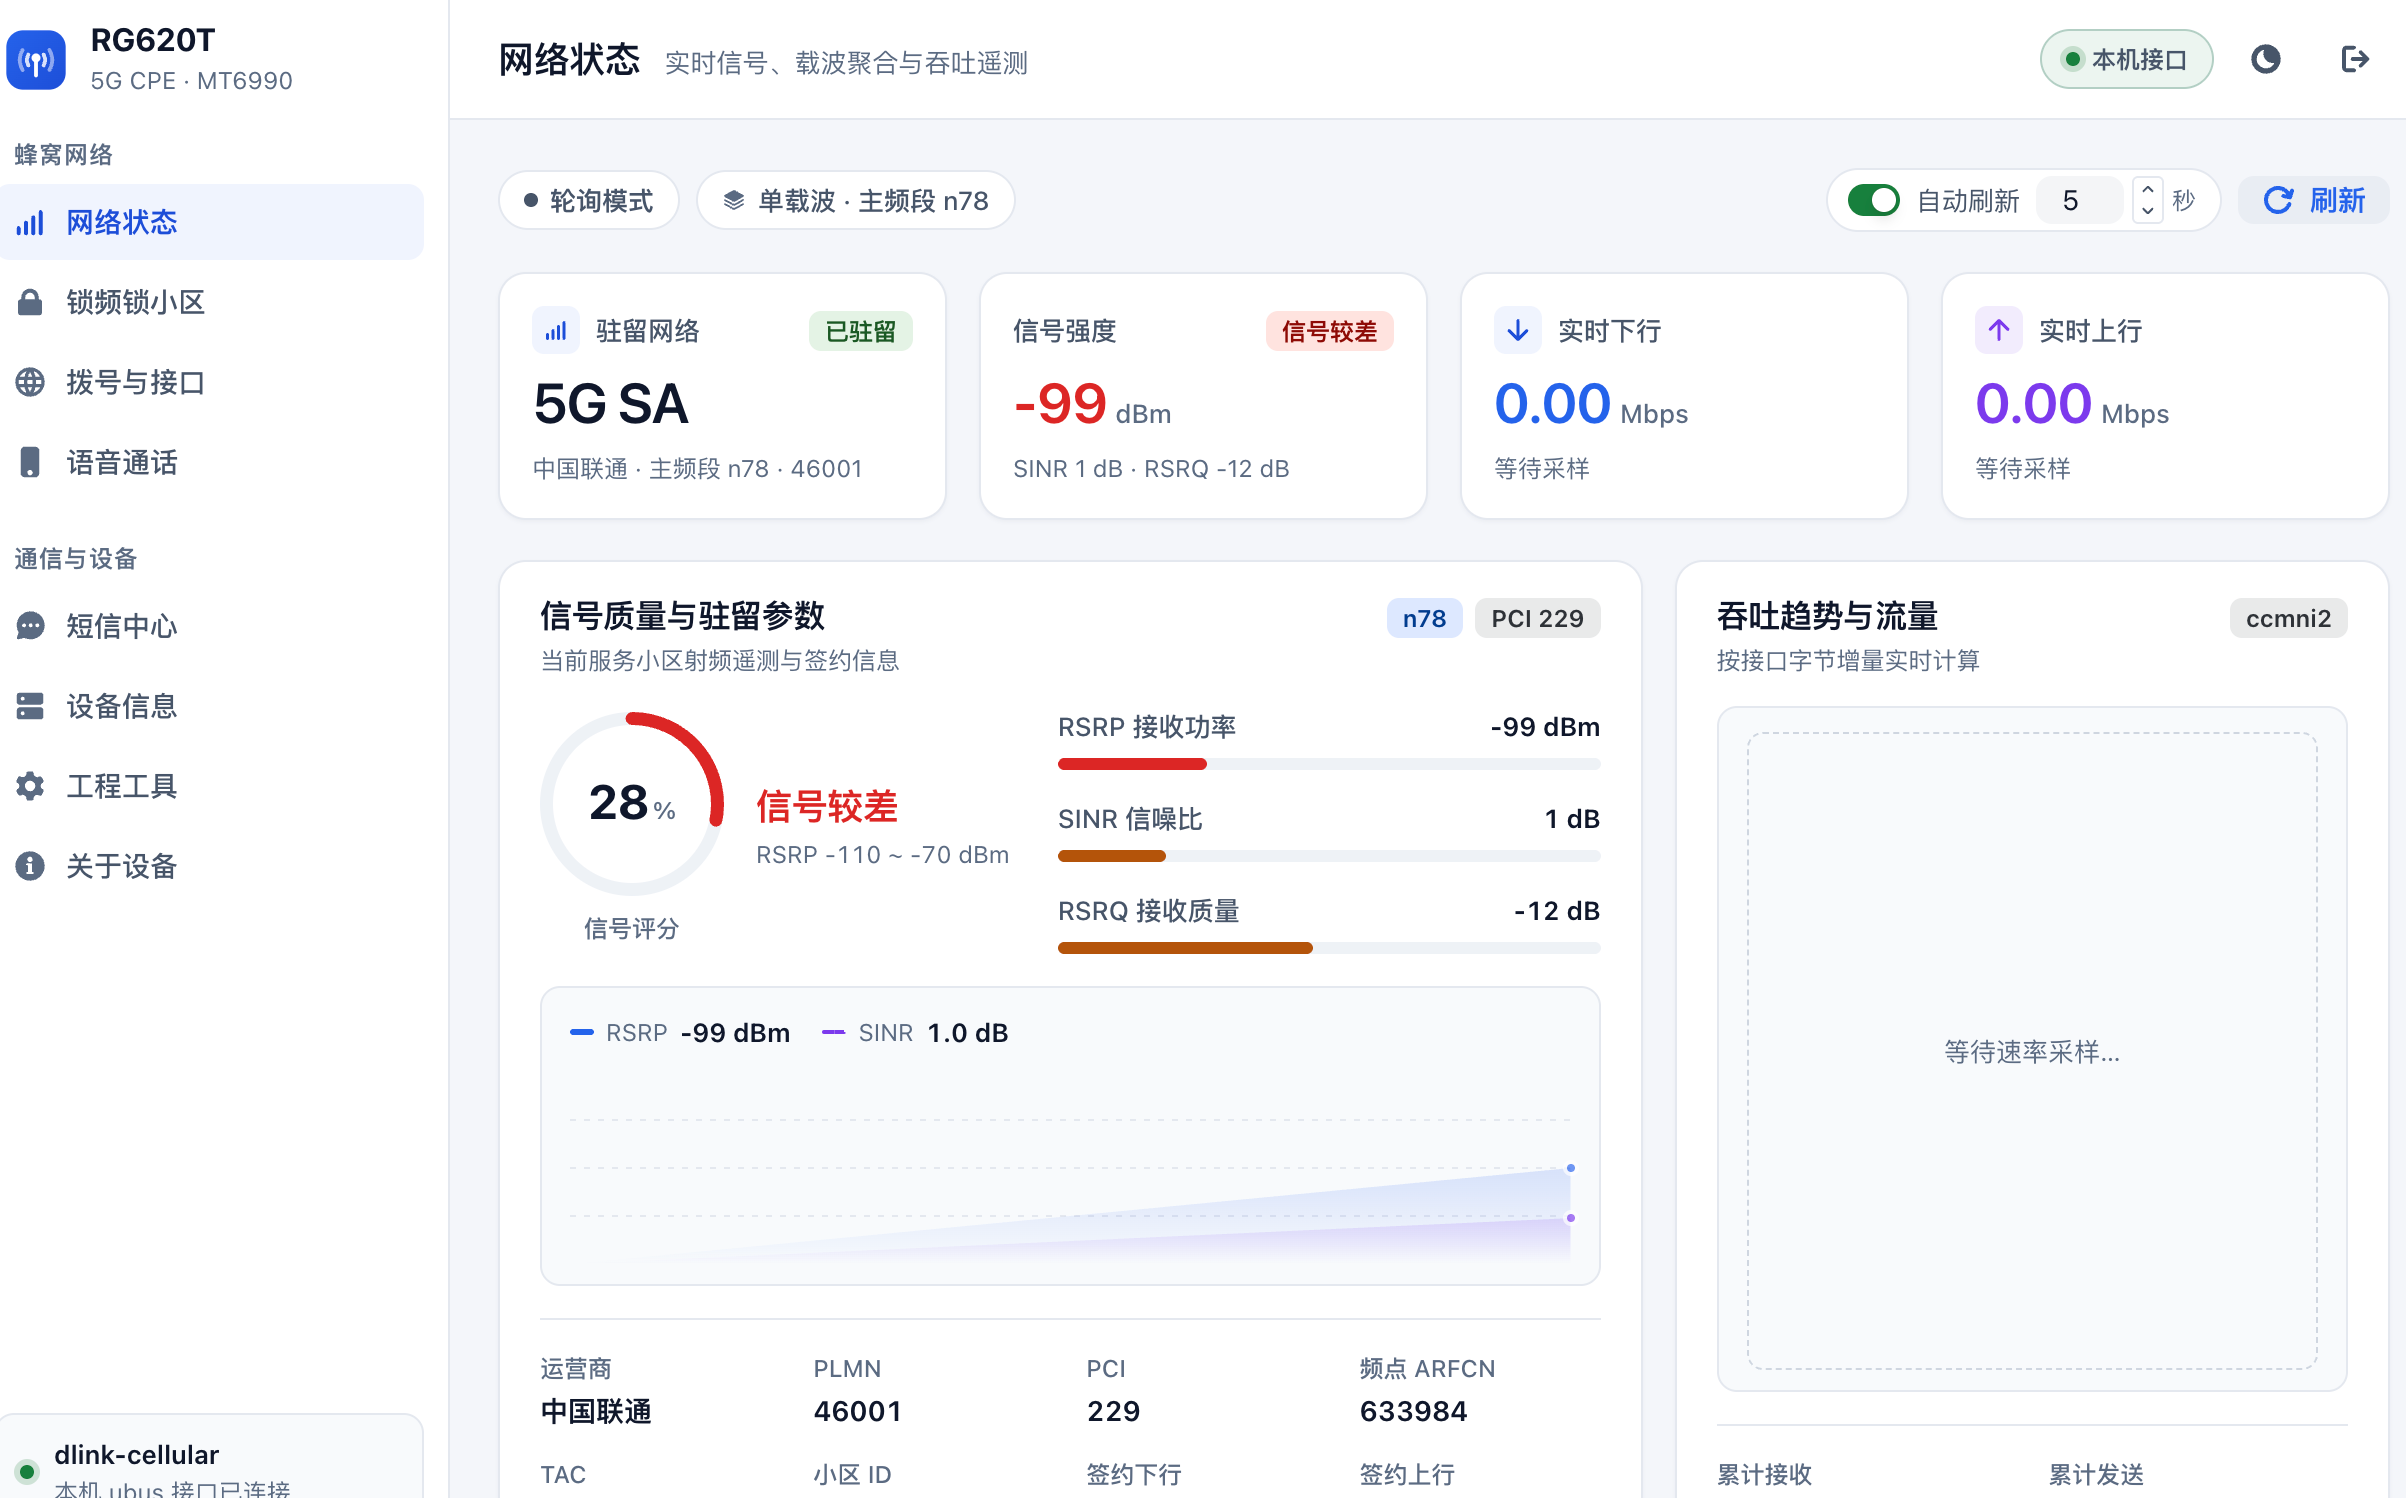 RG620T
5G CPE · MT6990
蜂窝网络
网络状态
锁频锁小区
拨号与接口
语音通话
通信与设备
短信中心
设备信息
工程工具
关于设备
dlink-cellular
本机 ubus 接口已连接
网络状态 实时信号、载波聚合与吞吐遥测
本机接口
轮询模式
单载波 · 主频段 n78
自动刷新 5 秒
刷新
驻留网络 已驻留
5G SA
中国联通 · 主频段 n78 · 46001
信号强度 信号较差
-99 dBm
SINR 1 dB · RSRQ -12 dB
实时下行
0.00 Mbps
等待采样
实时上行
0.00 Mbps
等待采样
信号质量与驻留参数 n78 PCI 229
当前服务小区射频遥测与签约信息
28 %
信号评分
信号较差
RSRP -110 ~ -70 dBm
RSRP 接收功率 -99 dBm
SINR 信噪比 1 dB
RSRQ 接收质量 -12 dB
RSRP -99 dBm SINR 1.0 dB
运营商 PLMN PCI 频点 ARFCN
中国联通 46001 229 633984
TAC 小区 ID 签约下行 签约上行
吞吐趋势与流量 ccmni2
按接口字节增量实时计算
等待速率采样...
累计接收 累计发送